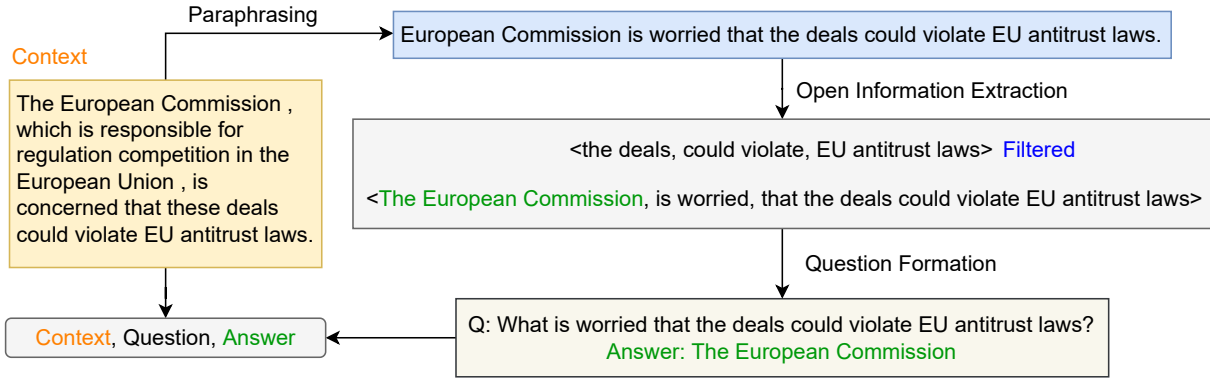 Paraphrasing
European Commission is worried that the deals could violate EU antitrust laws.
Context
The European Commission ,
which is responsible for
regulation competition in the
European Union , is
concerned that these deals
could violate EU antitrust laws.
Open Information Extraction
<the deals, could violate, EU antitrust laws> Filtered
<The European Commission, is worried, that the deals could violate EU antitrust laws>
Question Formation
Q: What is worried that the deals could violate EU antitrust laws?
Answer: The European Commission
Context, Question, Answer